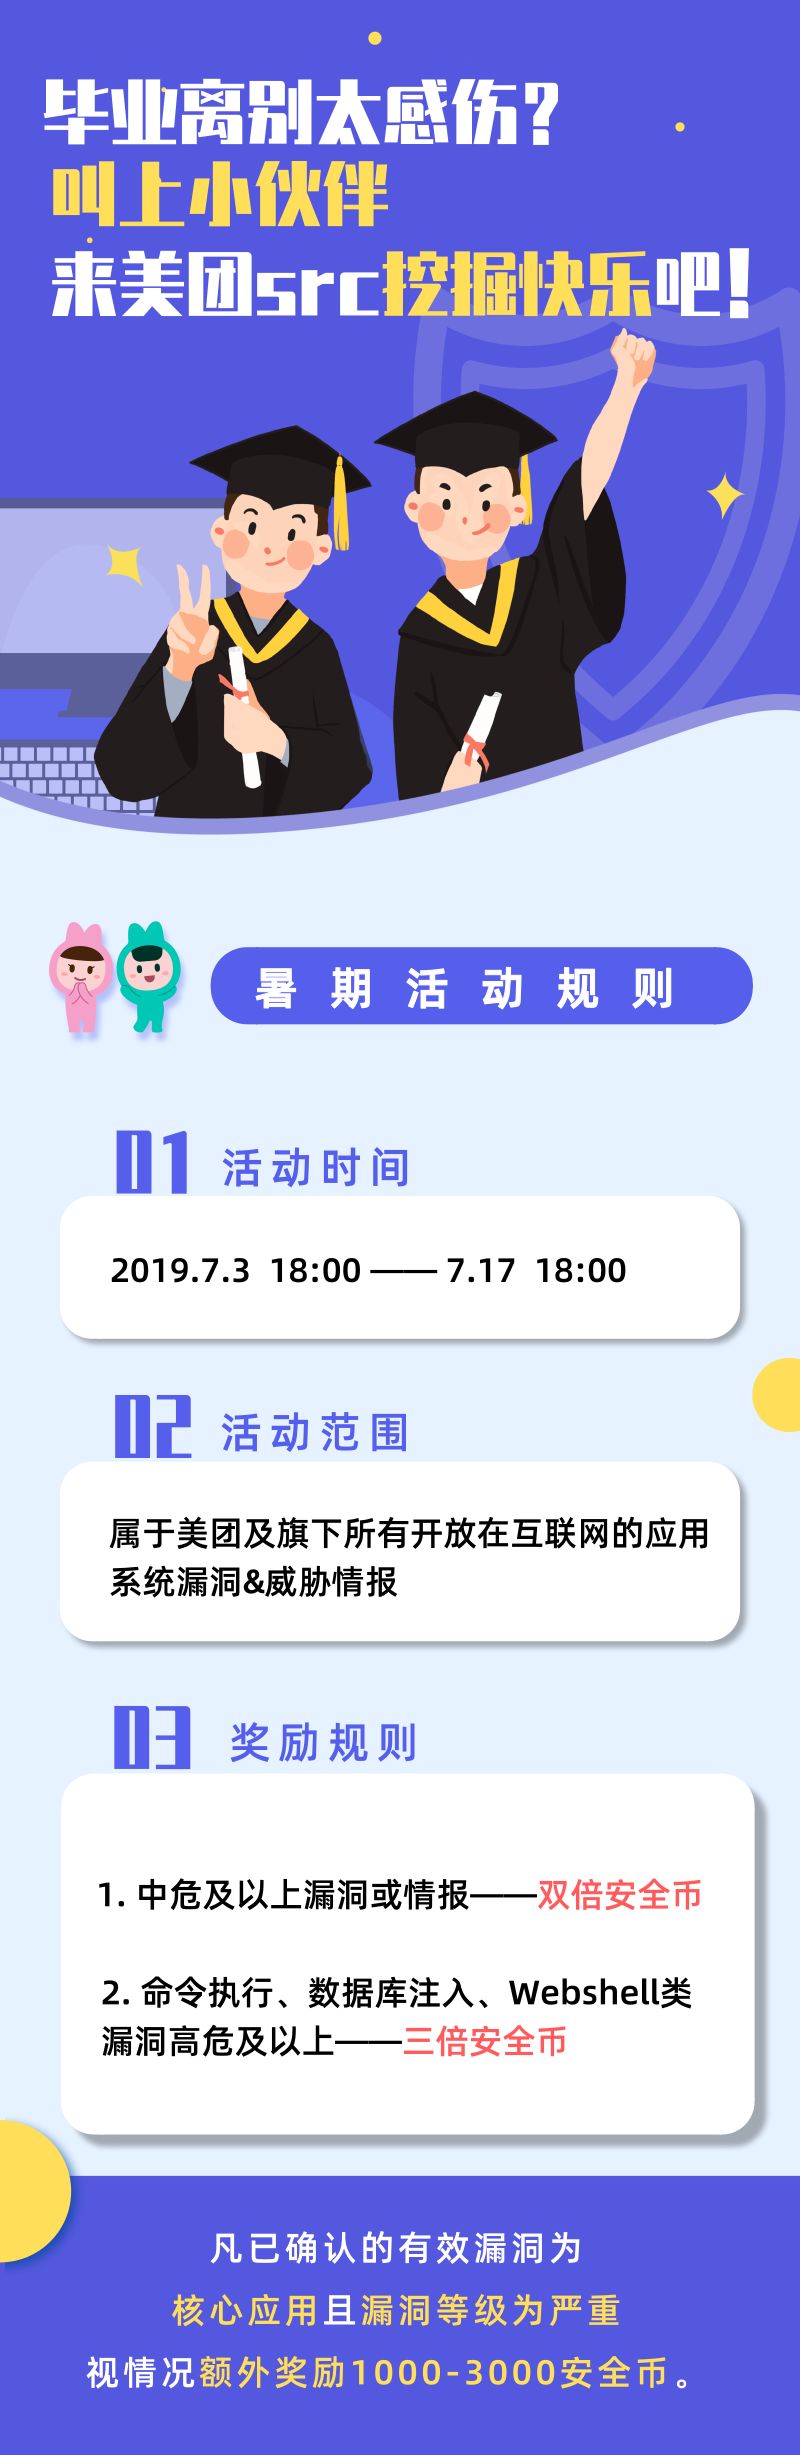 毕业离别太感伤?
叫上小伙伴
来美团src挖掘快乐吧!
暑期活动规则
01 活动时间
2019.7.3 18:00 —— 7.17 18:00
02 活动范围
属于美团及旗下所有开放在互联网的应用
系统漏洞&威胁情报
03 奖励规则
1. 中危及以上漏洞或情报——双倍安全币
2. 命令执行、数据库注入、Webshell类
漏洞高危及以上——三倍安全币
凡已确认的有效漏洞为
核心应用且漏洞等级为严重
视情况额外奖励1000-3000安全币。